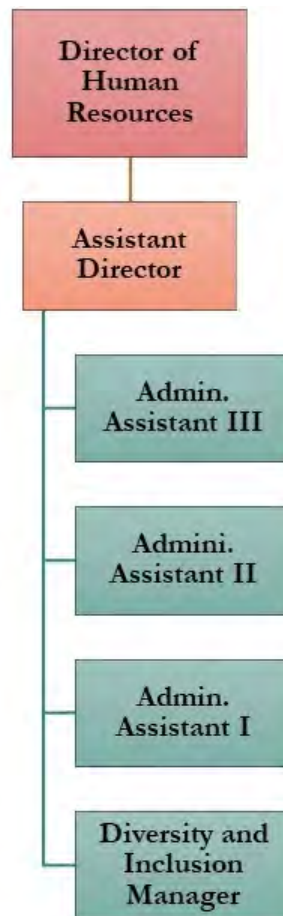 Director of
Human
Resources
Assistant
Director
Admin.
Assistant III
Admini.
Assistant II
Admin.
Assistant I
Diversity and
Inclusion
Manager